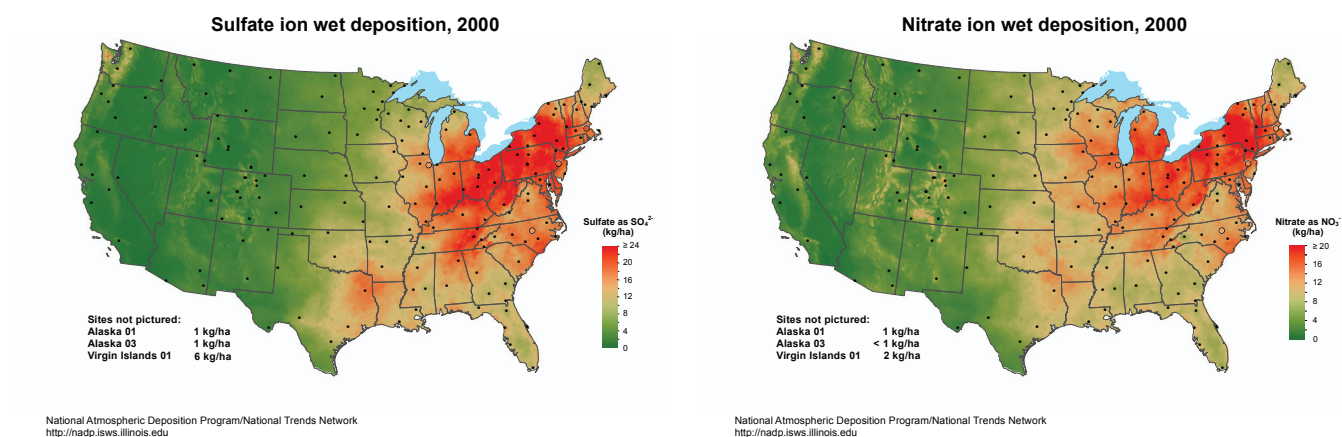 Sulfate ion wet deposition, 2000
Sulfate as SO₄²⁻
(kg/ha)
≥ 24
20
16
12
8
4
0
Sites not pictured:
Alaska 01 1 kg/ha
Alaska 03 1 kg/ha
Virgin Islands 01 6 kg/ha
National Atmospheric Deposition Program/National Trends Network
http://nadp.isws.illinois.edu
Nitrate ion wet deposition, 2000
Nitrate as NO₃⁻
(kg/ha)
≥ 20
16
12
8
4
0
Sites not pictured:
Alaska 01 1 kg/ha
Alaska 03 < 1 kg/ha
Virgin Islands 01 2 kg/ha
National Atmospheric Deposition Program/National Trends Network
http://nadp.isws.illinois.edu